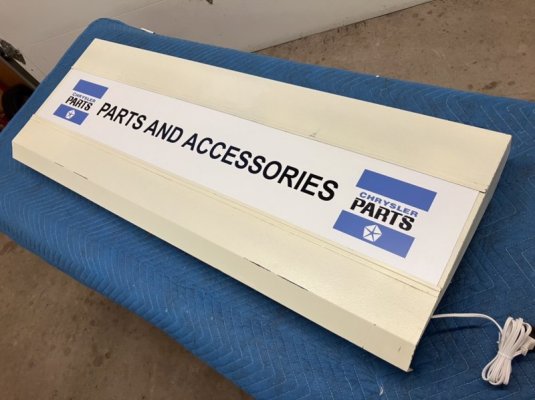 CHRYSLER
PARTS
PARTS AND ACCESSORIES
CHRYSLER
PARTS